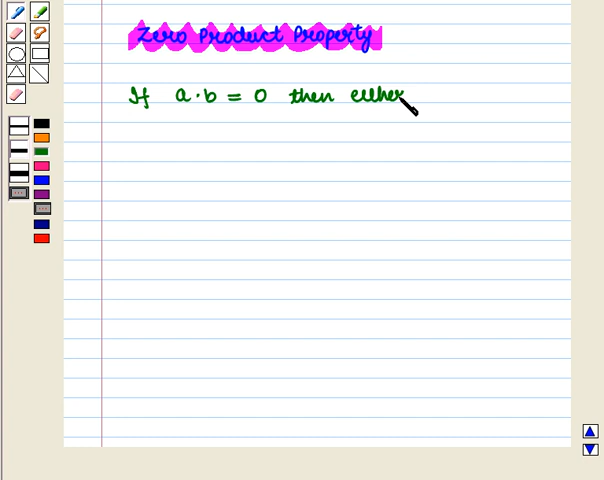 Zero Product Property
If a · b = 0 then either